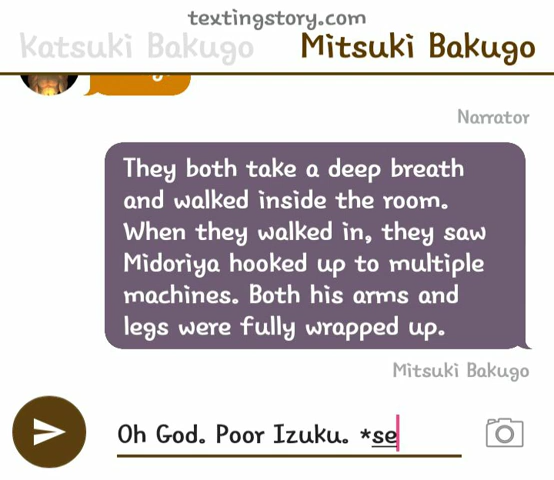 textingstory.com
Katsuki Bakugo Mitsuki Bakugo
Narrator
They both take a deep breath
and walked inside the room.
When they walked in, they saw
Midoriya hooked up to multiple
machines. Both his arms and
legs were fully wrapped up.
Mitsuki Bakugo
Oh God. Poor Izuku. *se